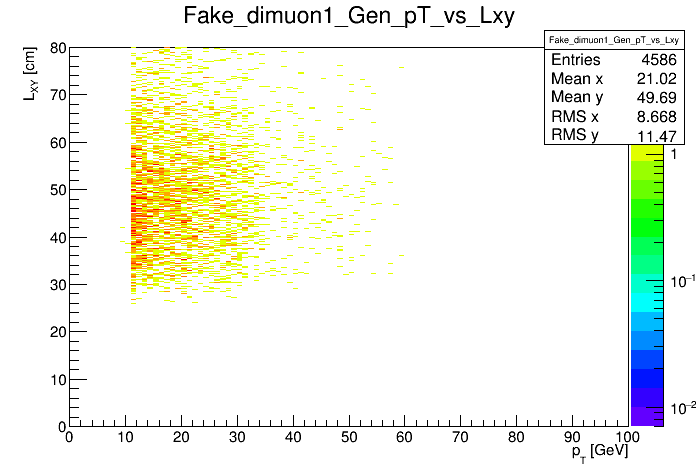 Fake_dimuon1_Gen_pT_vs_Lxy
Fake_dimuon1_Gen_pT_vs_Lxy
Entries 4586
Mean x 21.02
Mean y 49.69
RMS x 8.668
RMS y 11.47
L_XY [cm]
80
70
60
50
40
30
20
10
0
0 10 20 30 40 50 60 70 80 90 100
p_T [GeV]
1
10^-1
10^-2